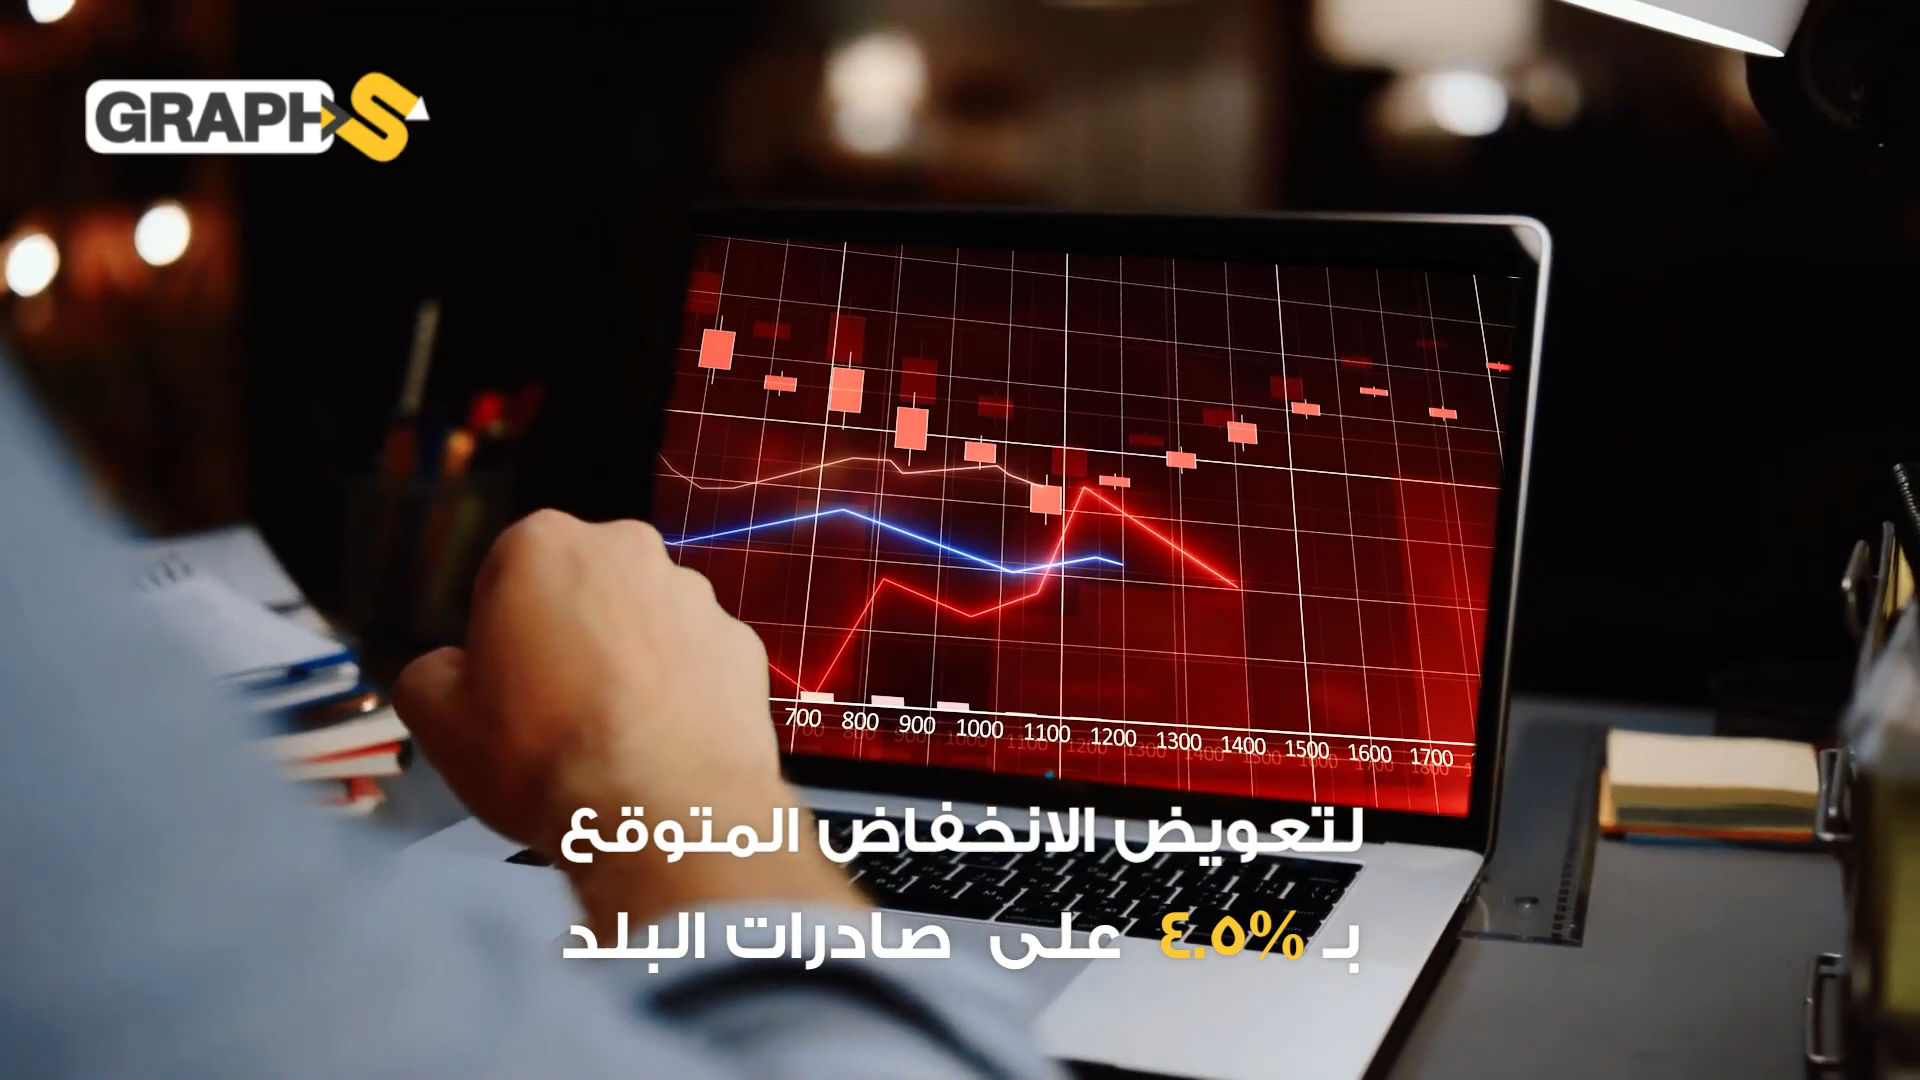 GRAPHS
700 800 900 1000 1100 1200 1300 1400 1500 1600 1700
لتعويض الانخفاض المتوقع
بـ %٤.٥ على صادرات البلد